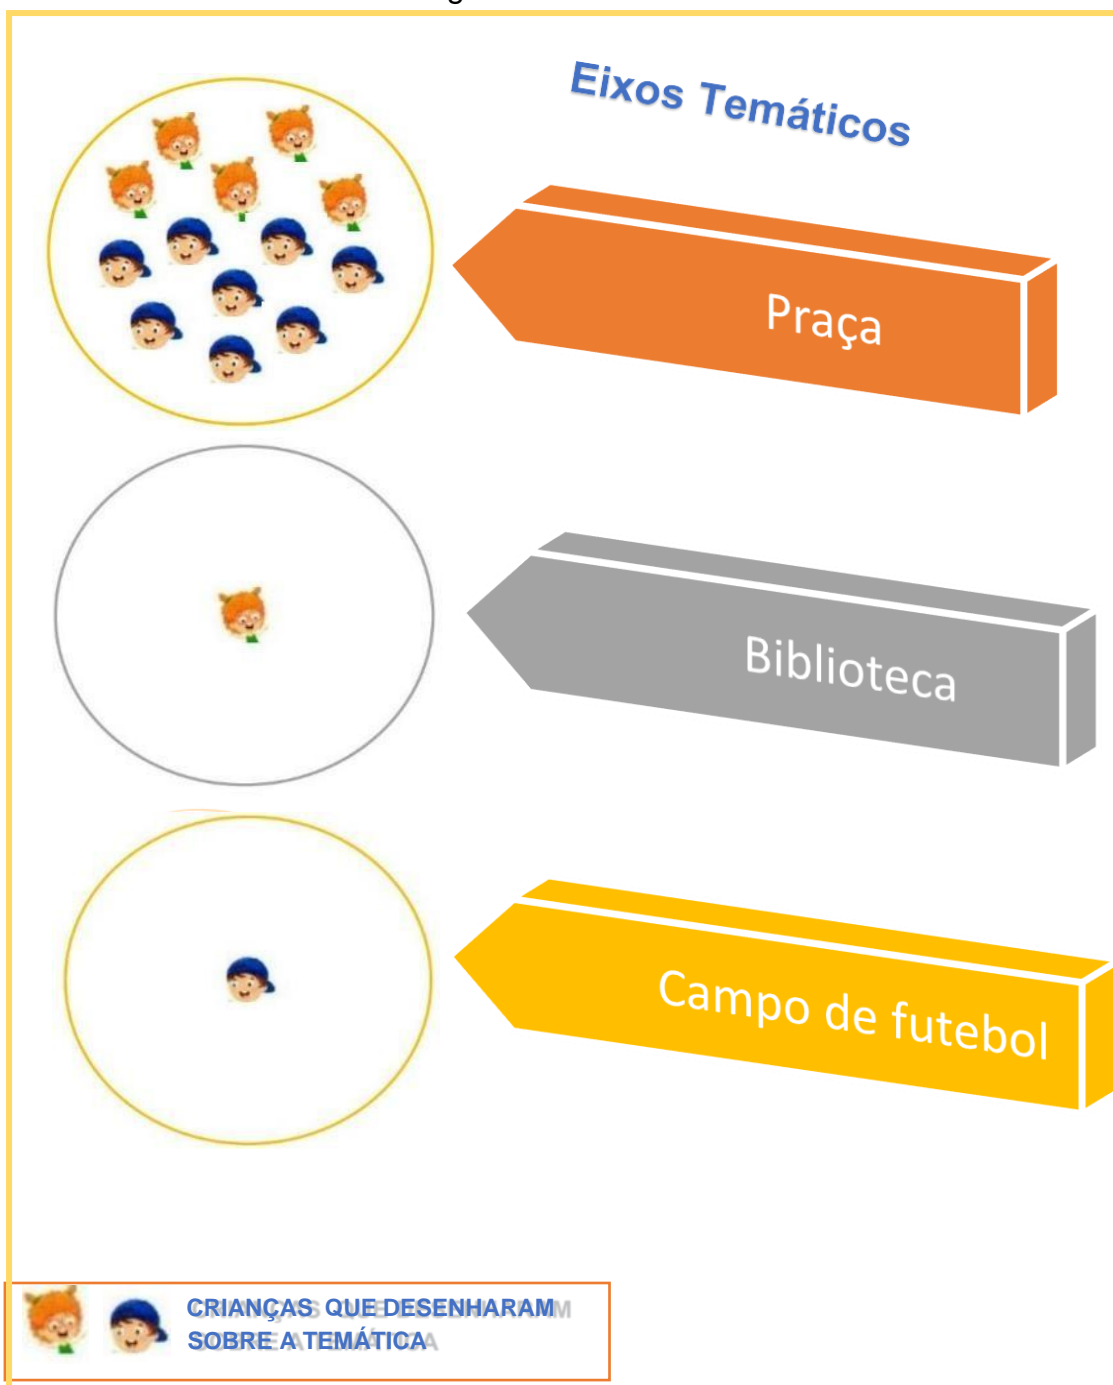 Eixos Temáticos
Praça
Biblioteca
Campo de futebol
CRIANÇAS QUE DESENHARAM
SOBRE A TEMÁTICA